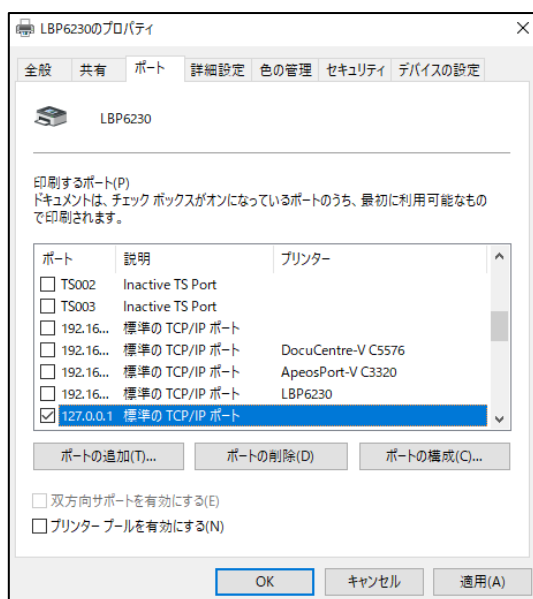 LBP6230のプロパティ
全般 共有 ポート 詳細設定 色の管理 セキュリティ デバイスの設定
LBP6230
印刷するポート(P)
ドキュメントは、チェック ボックスがオンになっているポートのうち、最初に利用可能なもの
で印刷されます。
ポート 説明 プリンター
TS002 Inactive TS Port
TS003 Inactive TS Port
192.16... 標準の TCP/IP ポート
192.16... 標準の TCP/IP ポート DocuCentre-V C5576
192.16... 標準の TCP/IP ポート ApeosPort-V C3320
192.16... 標準の TCP/IP ポート LBP6230
127.0.0.1 標準の TCP/IP ポート
ポートの追加(T)... ポートの削除(D) ポートの構成(C)...
双方向サポートを有効にする(E)
プリンター プールを有効にする(N)
OK キャンセル 適用(A)